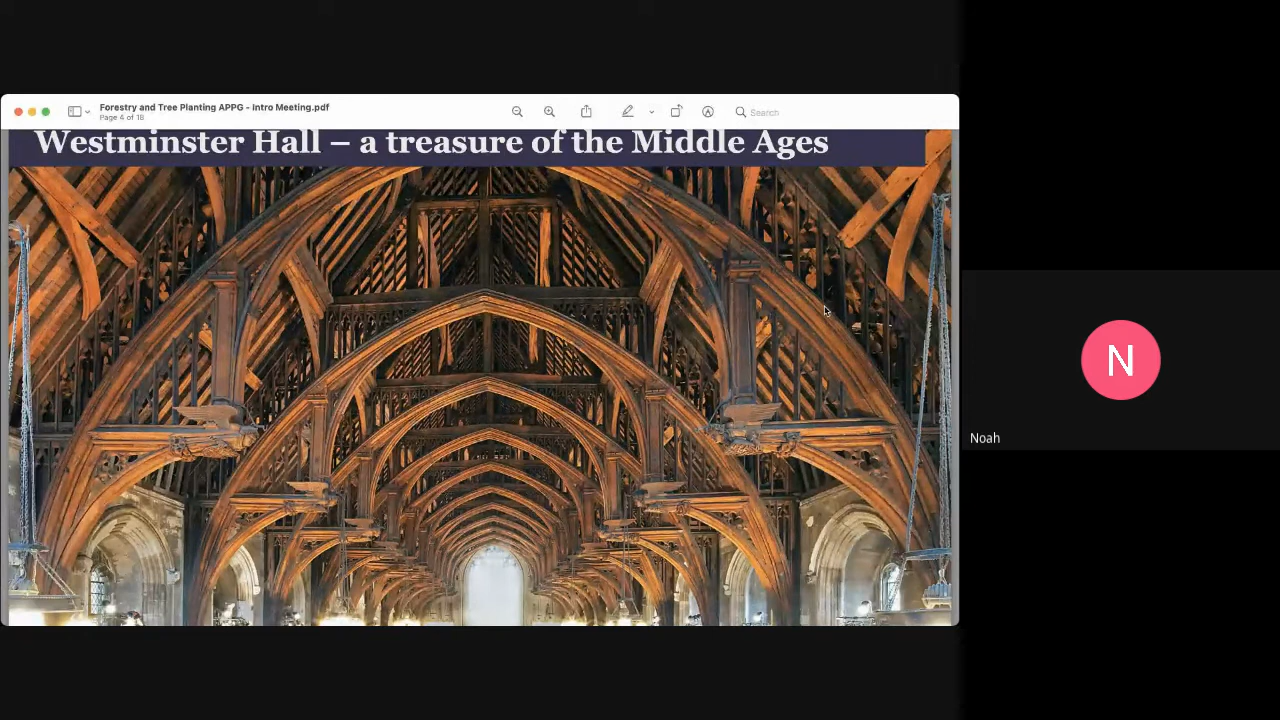 Forestry and Tree Planting APPG - Intro Meeting.pdf
Page 4 of 18
Search
Westminster Hall – a treasure of the Middle Ages
N
Noah